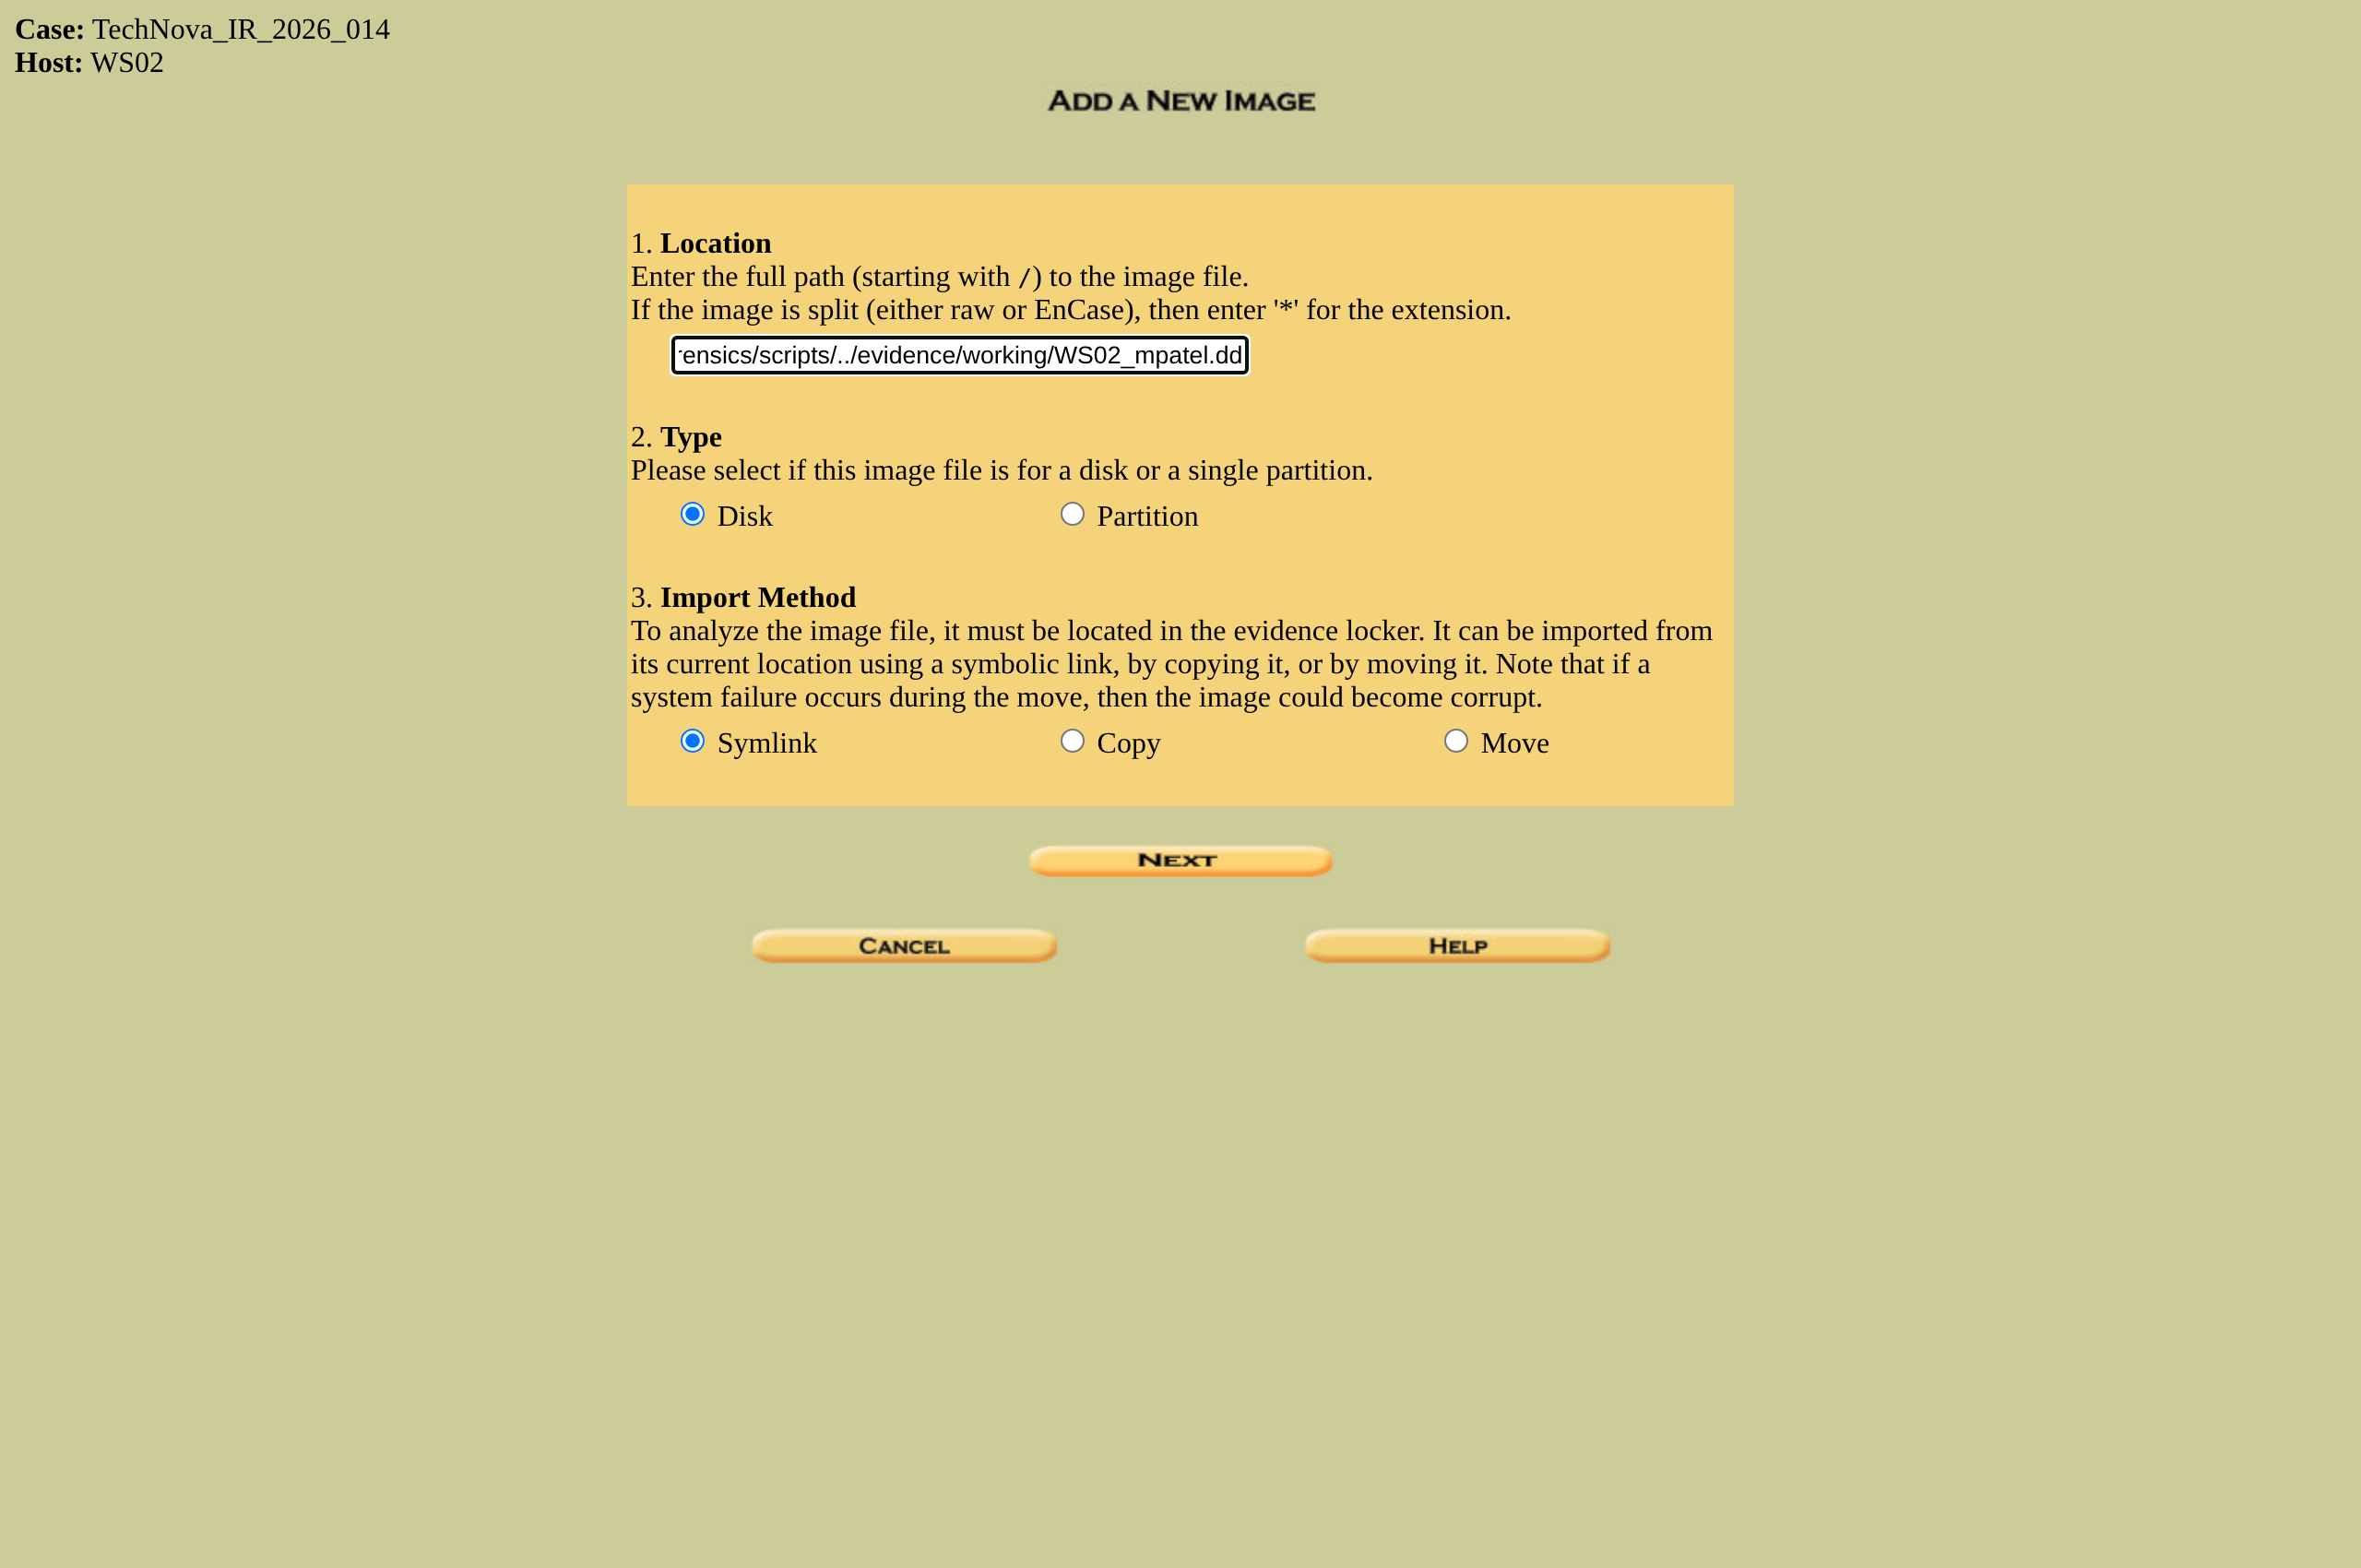 Case: TechNova_IR_2026_014
Host: WS02
ADD A NEW IMAGE
1. Location
Enter the full path (starting with /) to the image file.
If the image is split (either raw or EnCase), then enter '*' for the extension.
ensics/scripts/../evidence/working/WS02_mpatel.dd
2. Type
Please select if this image file is for a disk or a single partition.
Disk Partition
3. Import Method
To analyze the image file, it must be located in the evidence locker. It can be imported from
its current location using a symbolic link, by copying it, or by moving it. Note that if a
system failure occurs during the move, then the image could become corrupt.
Symlink Copy Move
NEXT
CANCEL HELP